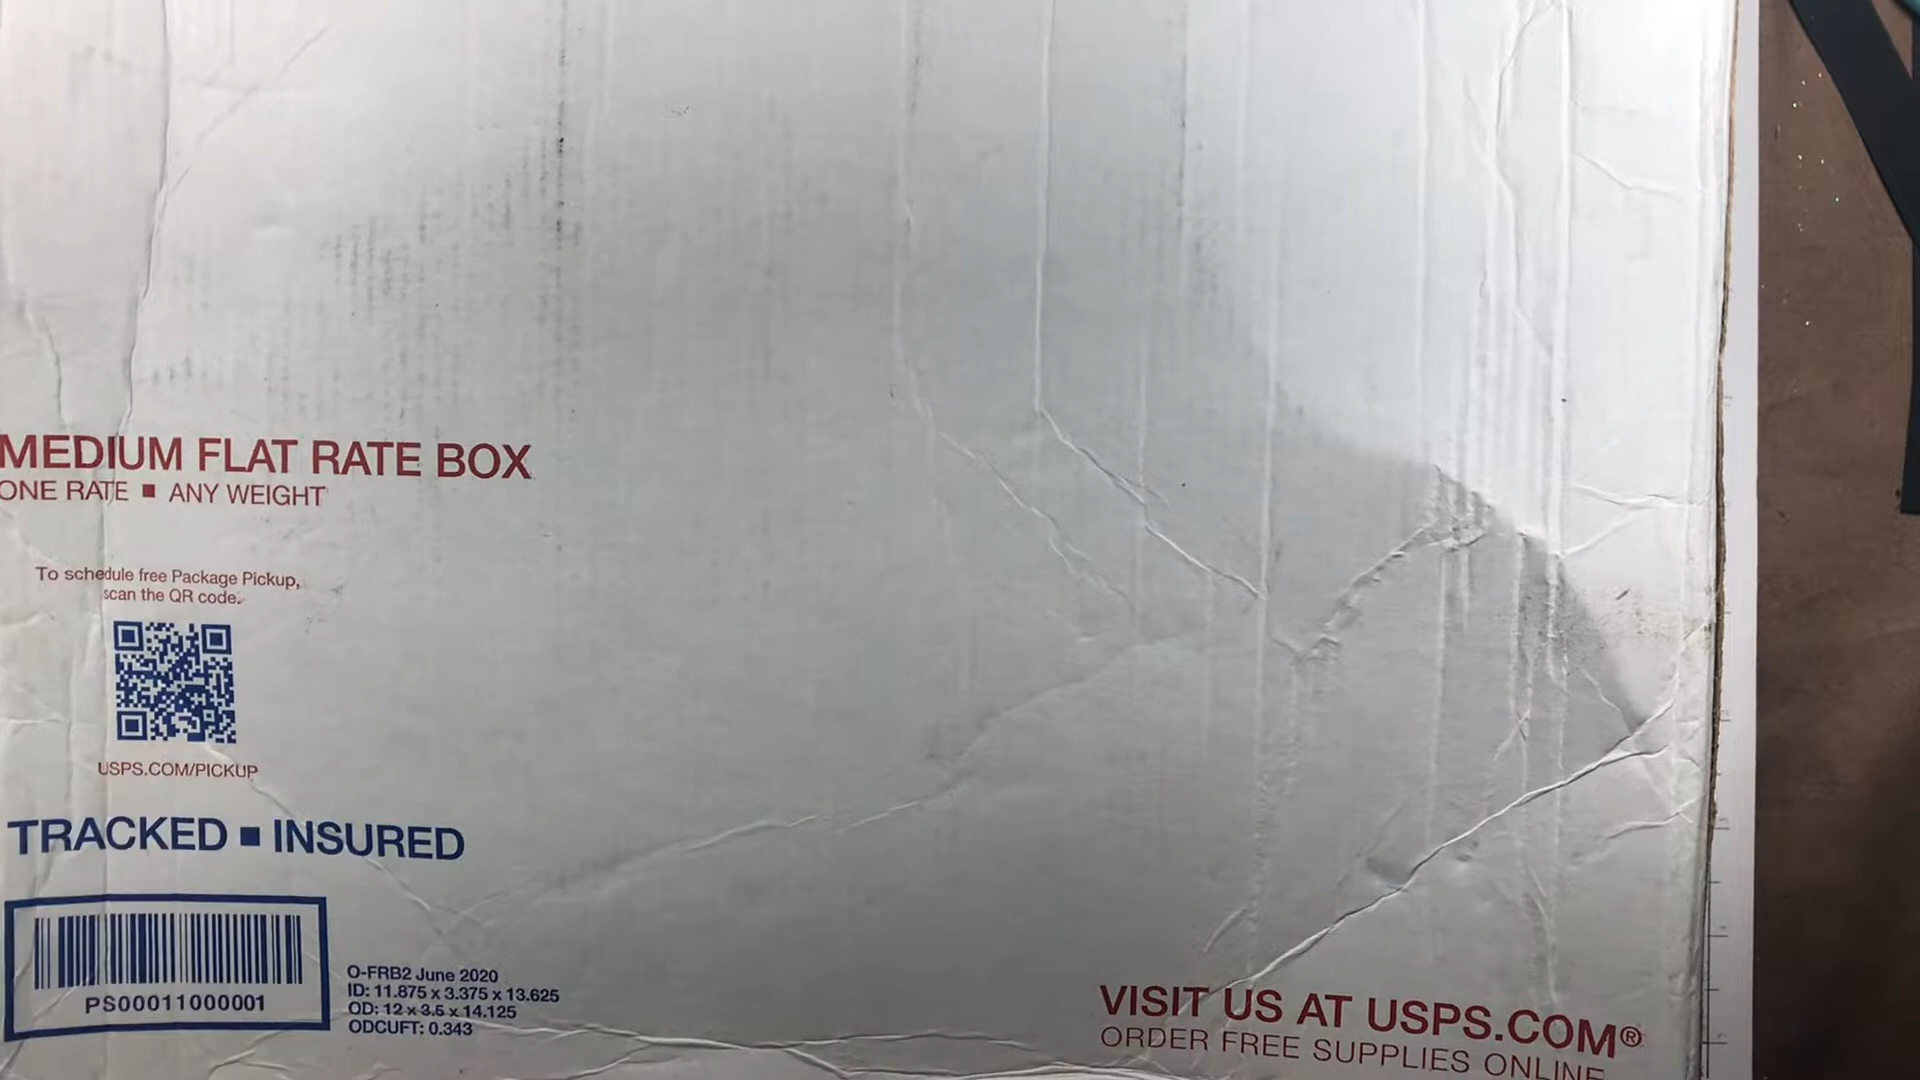 MEDIUM FLAT RATE BOX
ONE RATE ■ ANY WEIGHT
To schedule free Package Pickup,
scan the QR code.
USPS.COM/PICKUP
TRACKED ■ INSURED
PS00011000001
O-FRB2 June 2020
ID: 11.875 x 3.375 x 13.625
OD: 12 x 3.5 x 14.125
ODCUFT: 0.343
VISIT US AT USPS.COM®
ORDER FREE SUPPLIES ONLINE